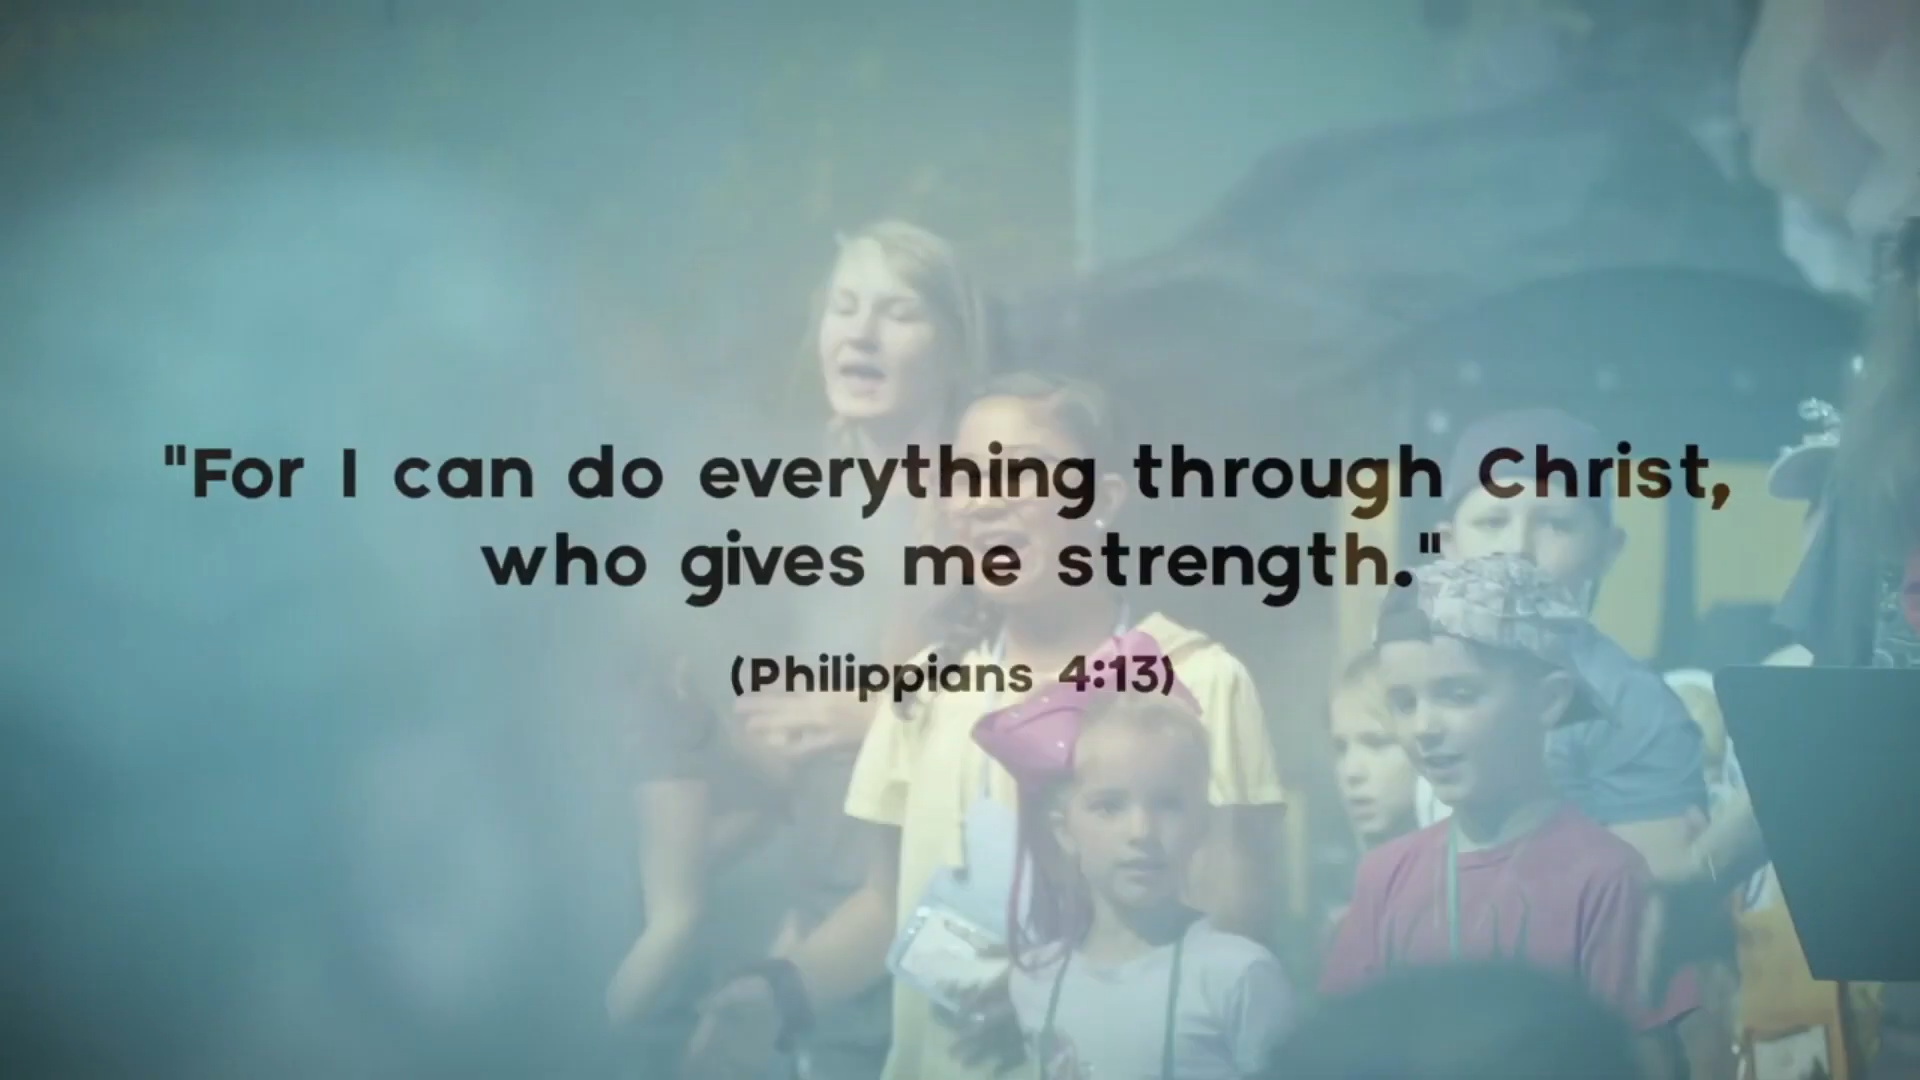 "For I can do everything through Christ,
who gives me strength."
(Philippians 4:13)